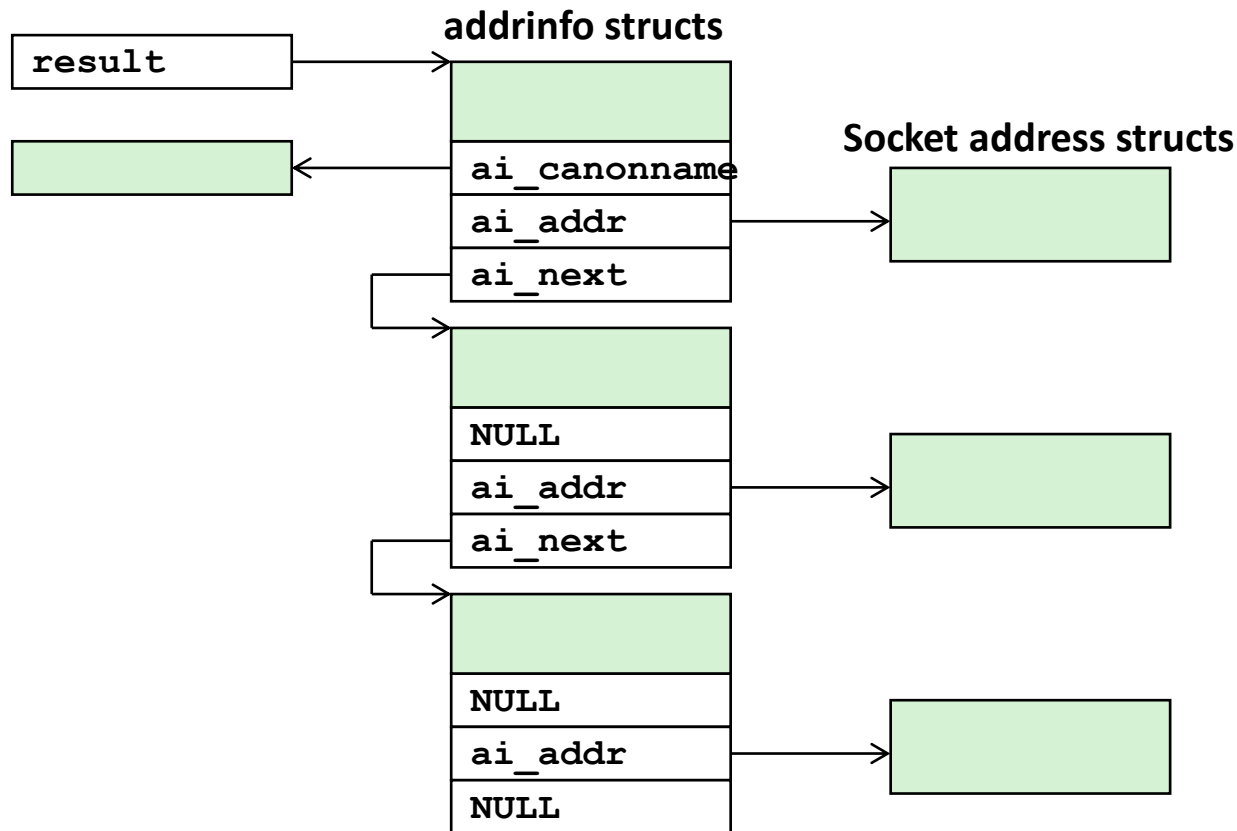 addrinfo structs
result
Socket address structs
ai_canonname
ai_addr
ai_next
NULL
ai_addr
ai_next
NULL
ai_addr
NULL